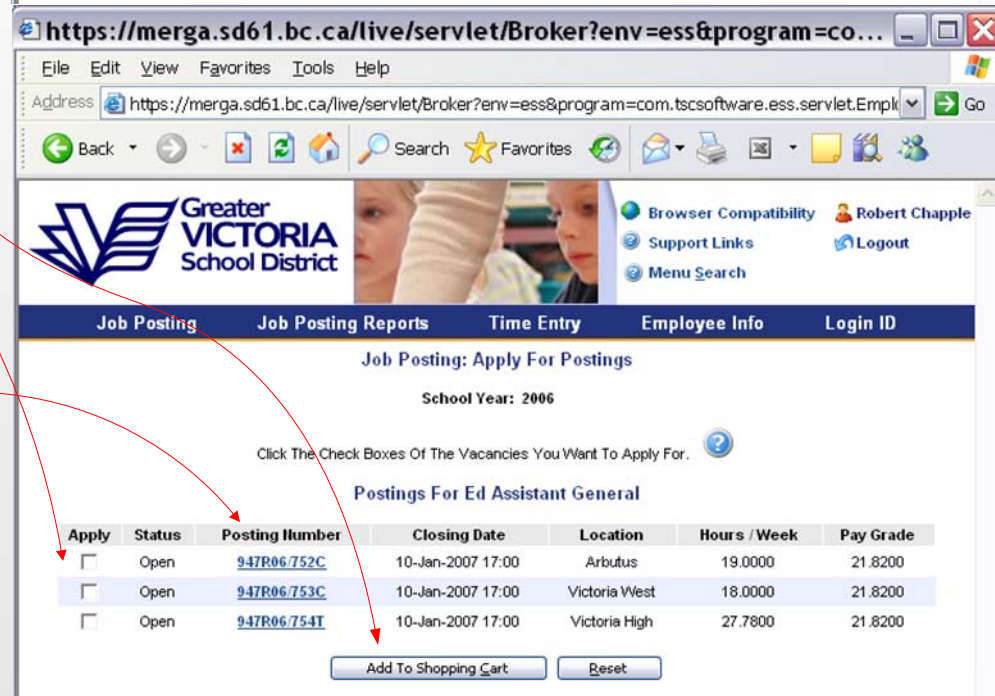 https://merga.sd61.bc.ca/live/servlet/Broker?env=ess&program=co...
File Edit View Favorites Tools Help
Address https://merga.sd61.bc.ca/live/servlet/Broker?env=ess&program=com.tscsoftware.ess.servlet.Emplo Go
Back Search Favorites
Greater
VICTORIA
School District
Browser Compatibility
Robert Chapple
Support Links
Logout
Menu Search
Job Posting Job Posting Reports Time Entry Employee Info Login ID
Job Posting: Apply For Postings
School Year: 2006
Click The Check Boxes Of The Vacancies You Want To Apply For.
Postings For Ed Assistant General
Apply Status Posting Number Closing Date Location Hours / Week Pay Grade
Open 947R06/752C 10-Jan-2007 17:00 Arbutus 19.0000 21.8200
Open 947R06/753C 10-Jan-2007 17:00 Victoria West 18.0000 21.8200
Open 947R06/754T 10-Jan-2007 17:00 Victoria High 27.7800 21.8200
Add To Shopping Cart Reset